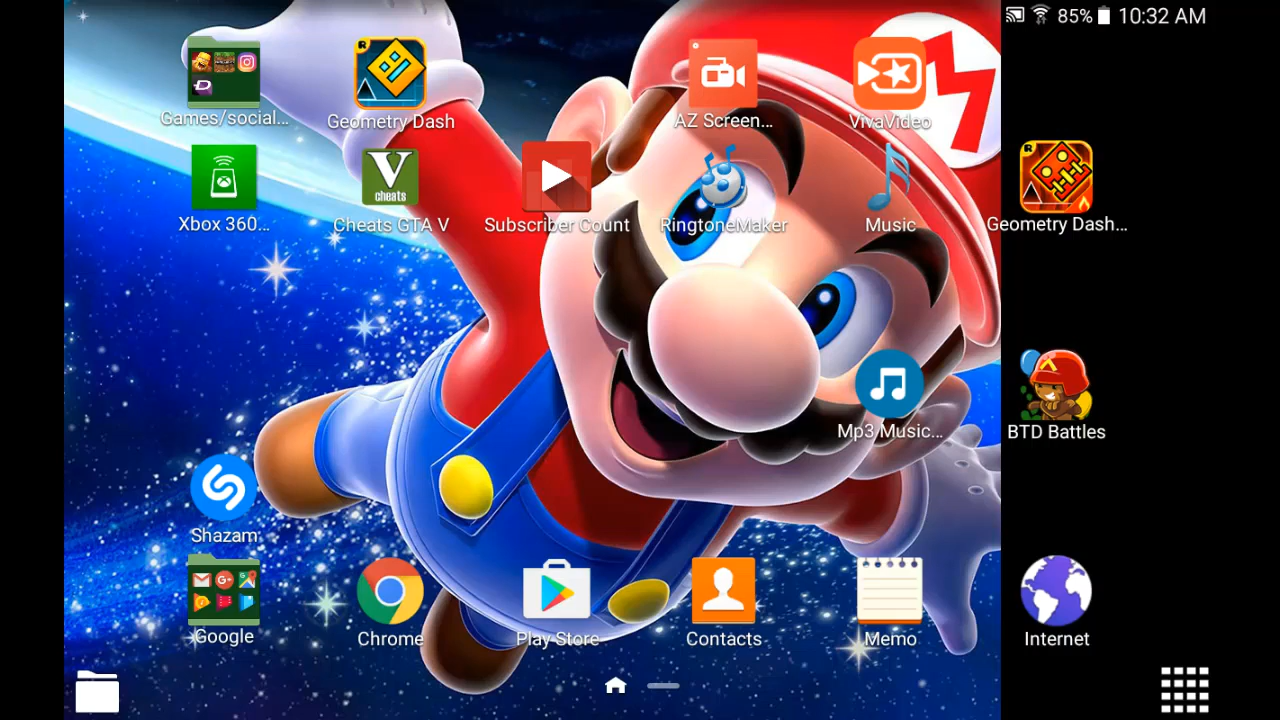 85% 10:32 AM
Games/social...
Geometry Dash
AZ Screen...
VivaVideo
M
V
cheats
Xbox 360...
Cheats GTA V
Subscriber Count
RingtoneMaker
Music
Geometry Dash...
Mp3 Music...
BTD Battles
Shazam
Google
Chrome
Play Store
Contacts
Memo
Internet